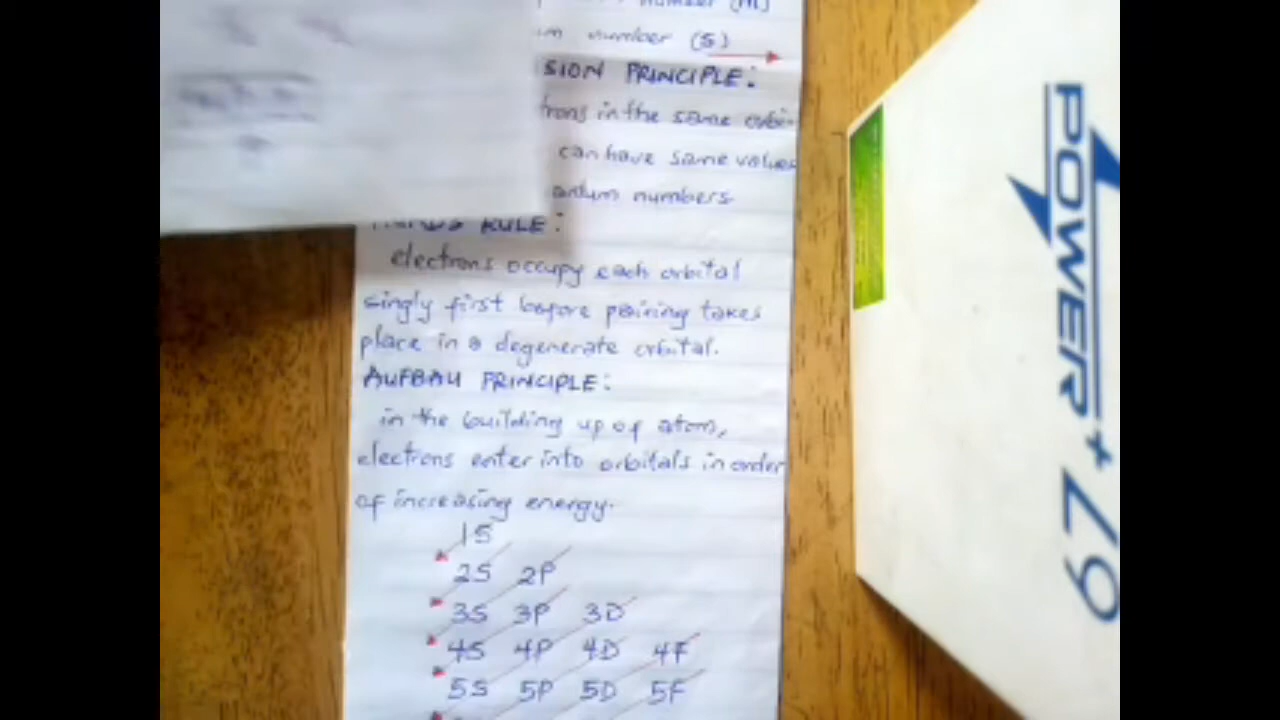 number (m)
number (S)
SION PRINCIPLE:
trons in the same orbi-
can have same values
antum numbers
RULE:
electrons occupy each orbital
singly first before pairing takes
place in a degenerate orbital.
AUFBAU PRINCIPLE:
in the building up of atom,
electrons enter into orbitals in order
of increasing energy.
1S
2S 2P
3S 3P 3D
4S 4P 4D 4F
5S 5P 5D 5F
POWER+ L9